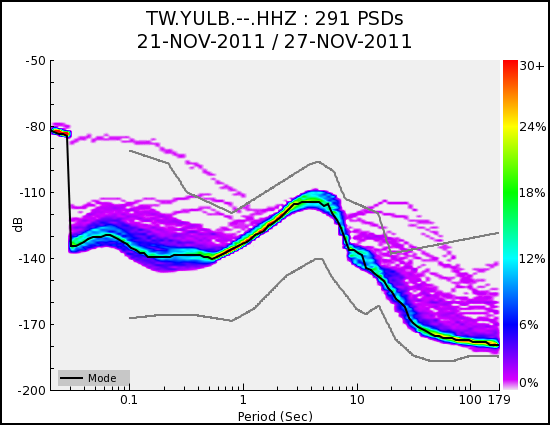 TW.YULB.--.HHZ : 291 PSDs
21-NOV-2011 / 27-NOV-2011
-50
-80
-110
-140
-170
-200
dB
30+
24%
18%
12%
6%
0%
Mode
0.1 1 10 100 179
Period (Sec)